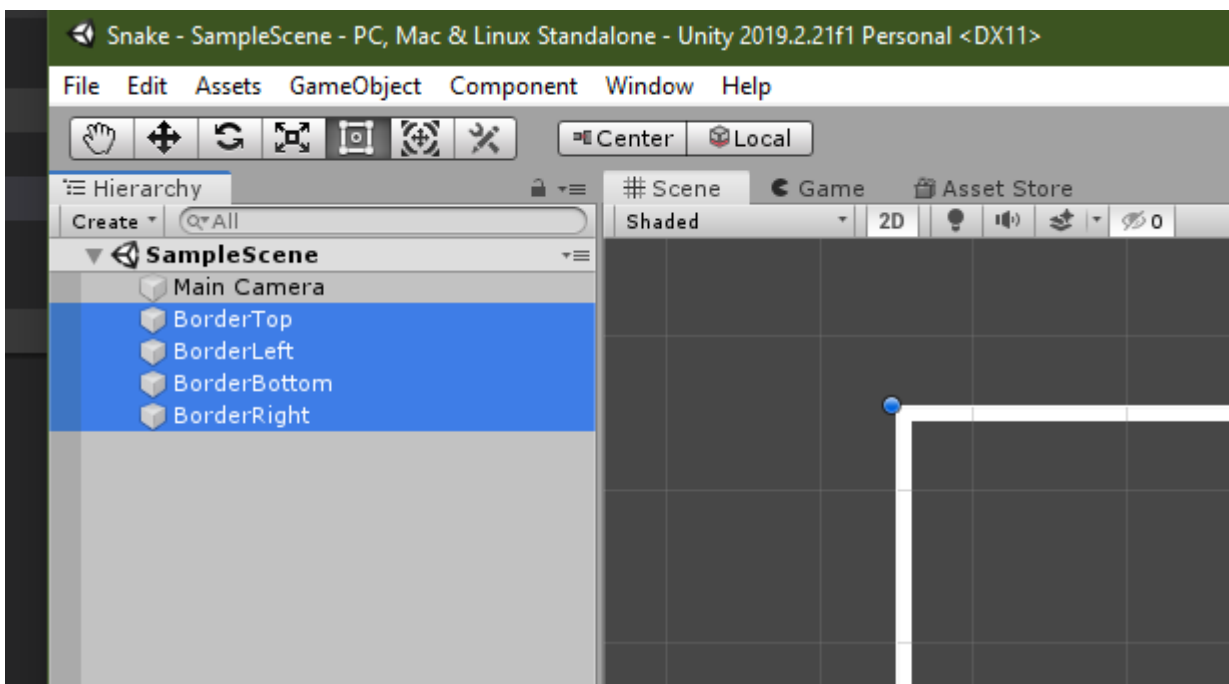 Snake - SampleScene - PC, Mac & Linux Standalone - Unity 2019.2.21f1 Personal <DX11>
File Edit Assets GameObject Component Window Help
Center Local
Hierarchy
Scene Game Asset Store
Create All
Shaded 2D 0
SampleScene
Main Camera
BorderTop
BorderLeft
BorderBottom
BorderRight